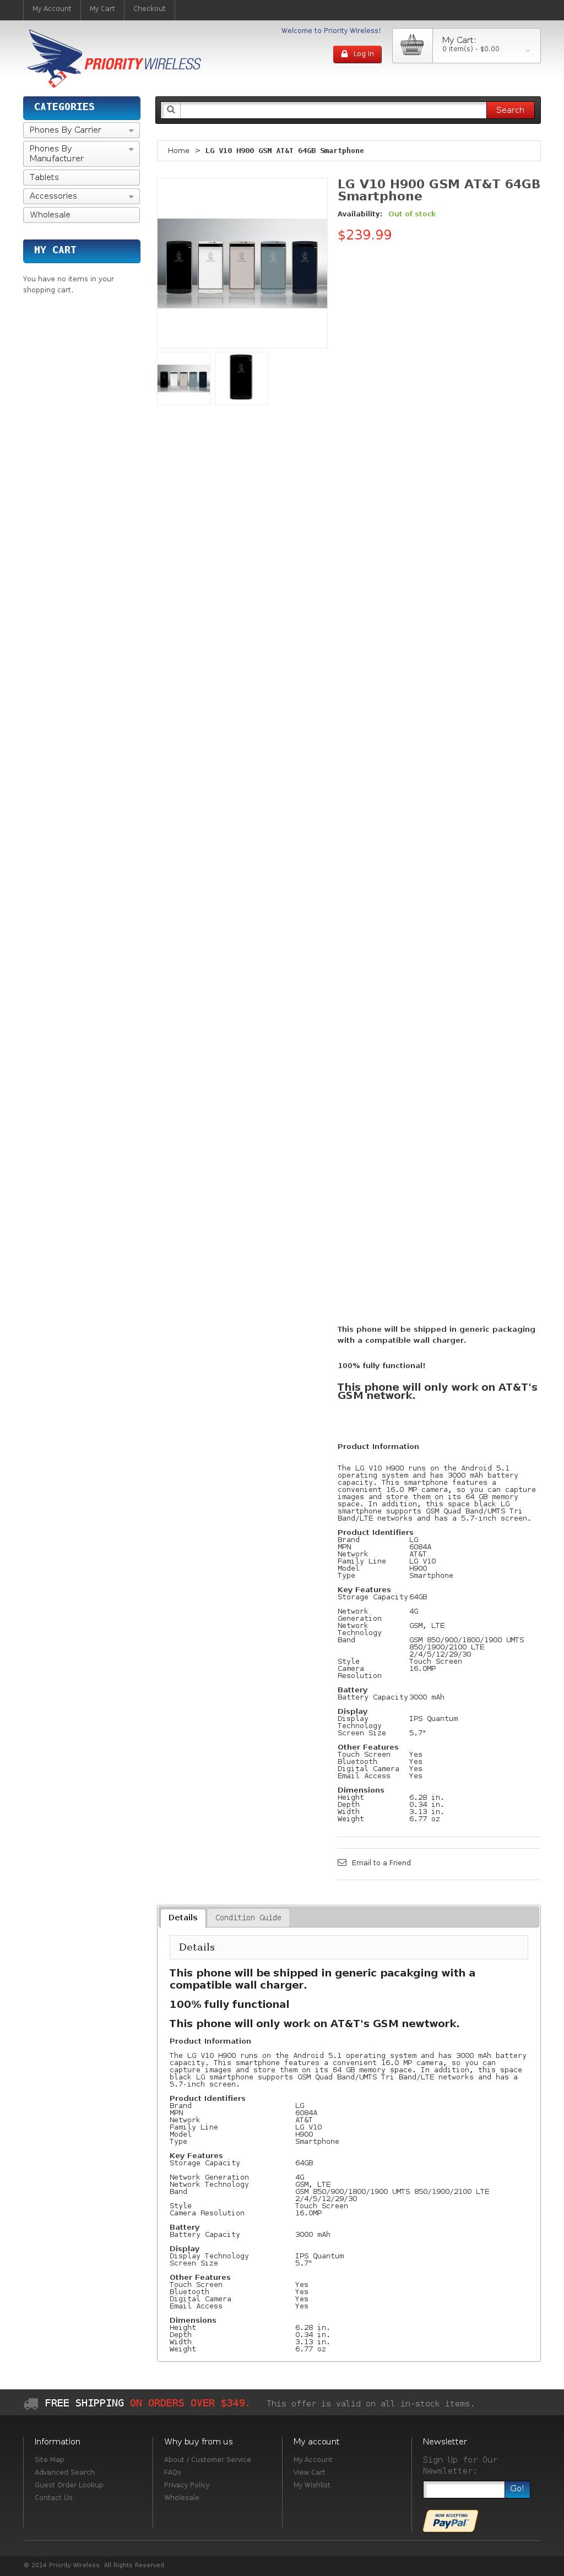 My Account
My Cart
Checkout
PRIORITY WIRELESS
Welcome to Priority Wireless!
Log In
My Cart:
0 item(s) - $0.00
CATEGORIES
Phones By Carrier
Phones By
Manufacturer
Tablets
Accessories
Wholesale
MY CART
You have no items in your
shopping cart.
Search
Home > LG V10 H900 GSM AT&T 64GB Smartphone
LG V10 H900 GSM AT&T 64GB
Smartphone
Availability: Out of stock
$239.99
This phone will be shipped in generic packaging
with a compatible wall charger.
100% fully functional!
This phone will only work on AT&T's
GSM network.
Product Information
The LG V10 H900 runs on the Android 5.1
operating system and has 3000 mAh battery
capacity. This smartphone features a
convenient 16.0 MP camera, so you can capture
images and store them on its 64 GB memory
space. In addition, this space black LG
smartphone supports GSM Quad Band/UMTS Tri
Band/LTE networks and has a 5.7-inch screen.
Product Identifiers
Brand LG
MPN 6084A
Network AT&T
Family Line LG V10
Model H900
Type Smartphone
Key Features
Storage Capacity 64GB
Network 4G
Generation
Network GSM, LTE
Technology
Band GSM 850/900/1800/1900 UMTS
850/1900/2100 LTE
2/4/5/12/29/30
Style Touch Screen
Camera 16.0MP
Resolution
Battery
Battery Capacity 3000 mAh
Display
Display IPS Quantum
Technology
Screen Size 5.7"
Other Features
Touch Screen Yes
Bluetooth Yes
Digital Camera Yes
Email Access Yes
Dimensions
Height 6.28 in.
Depth 0.34 in.
Width 3.13 in.
Weight 6.77 oz
Email to a Friend
Details
Condition Guide
Details
This phone will be shipped in generic pacakging with a
compatible wall charger.
100% fully functional
This phone will only work on AT&T's GSM newtwork.
Product Information
The LG V10 H900 runs on the Android 5.1 operating system and has 3000 mAh battery
capacity. This smartphone features a convenient 16.0 MP camera, so you can
capture images and store them on its 64 GB memory space. In addition, this space
black LG smartphone supports GSM Quad Band/UMTS Tri Band/LTE networks and has a
5.7-inch screen.
Product Identifiers
Brand LG
MPN 6084A
Network AT&T
Family Line LG V10
Model H900
Type Smartphone
Key Features
Storage Capacity 64GB
Network Generation 4G
Network Technology GSM, LTE
Band GSM 850/900/1800/1900 UMTS 850/1900/2100 LTE
2/4/5/12/29/30
Style Touch Screen
Camera Resolution 16.0MP
Battery
Battery Capacity 3000 mAh
Display
Display Technology IPS Quantum
Screen Size 5.7"
Other Features
Touch Screen Yes
Bluetooth Yes
Digital Camera Yes
Email Access Yes
Dimensions
Height 6.28 in.
Depth 0.34 in.
Width 3.13 in.
Weight 6.77 oz
FREE SHIPPING ON ORDERS OVER $349. This offer is valid on all in-stock items.
Information
Site Map
Advanced Search
Guest Order Lookup
Contact Us
Why buy from us
About / Customer Service
FAQs
Privacy Policy
Wholesale
My account
My Account
View Cart
My Wishlist
Newsletter
Sign Up for Our
Newsletter:
Go!
NOW ACCEPTING
PayPal
© 2014 Priority Wireless. All Rights Reserved.